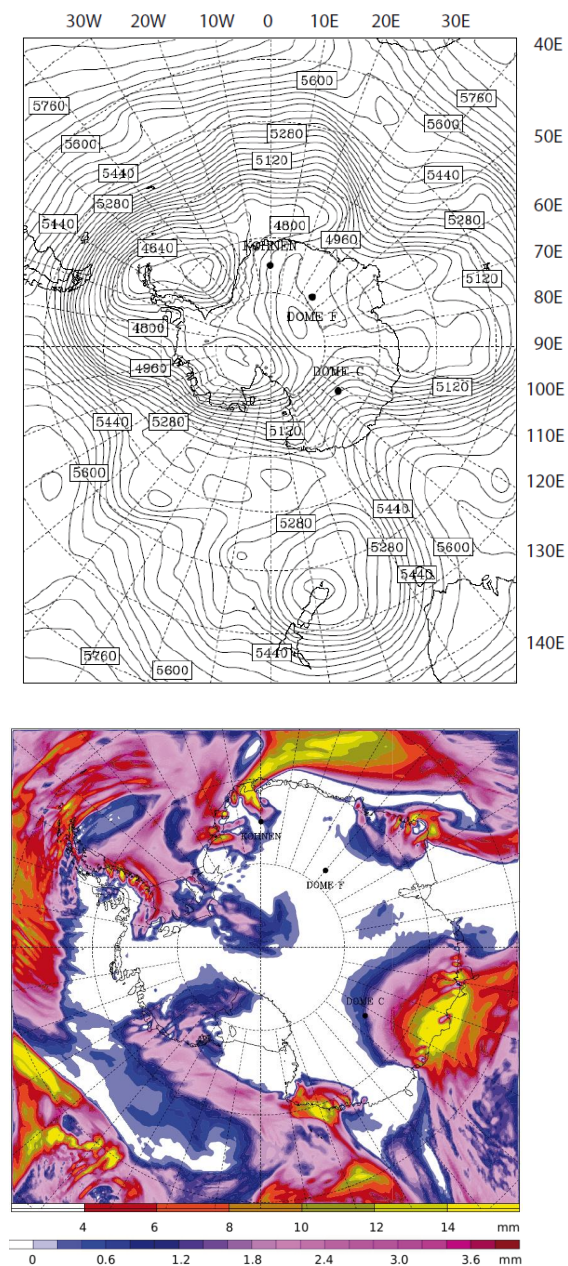 30W 20W 10W 0 10E 20E 30E 40E
5600
5760 5760
5600
5600
5280
50E
5120
5440 5440
5280
60E
5440 4800 5280
4640 KOHNEN 4960
70E
5120
80E
DOME F
4800
90E
4960 DOME C
5120 100E
5440 5280 5120
110E
5600 120E
5440
5280
130E
5280 5600
5440
5440 140E
5760
5600
KOHNEN
DOME F
DOME C
4 6 8 10 12 14 mm
0 0.6 1.2 1.8 2.4 3.0 3.6 mm